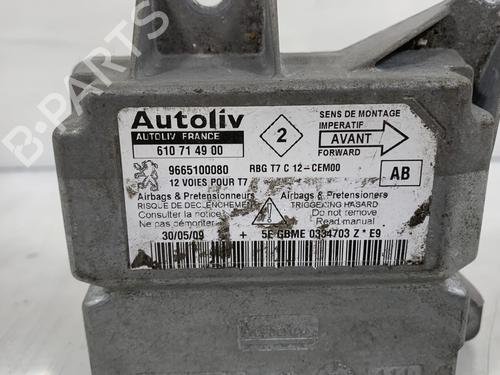 B-PARTS
Autoliv
AUTOLIV FRANCE
610 71 49 00
2
SENS DE MONTAGE
IMPERATIF
AVANT
FORWARD
9665100080
RBG T7 C 12-CEM00
12 VOIES POUR T7
AB
Airbags & Pretensionneurs
RISQUE DE DECLENCHEMENT
Consulter la notice
Ne pas démonter
Airbags & Pretensioners
TRIGGERING HAZARD
Do not remove
Read manual
30/05/09 + 5E GBME 0334703 Z * E9
Autoliv